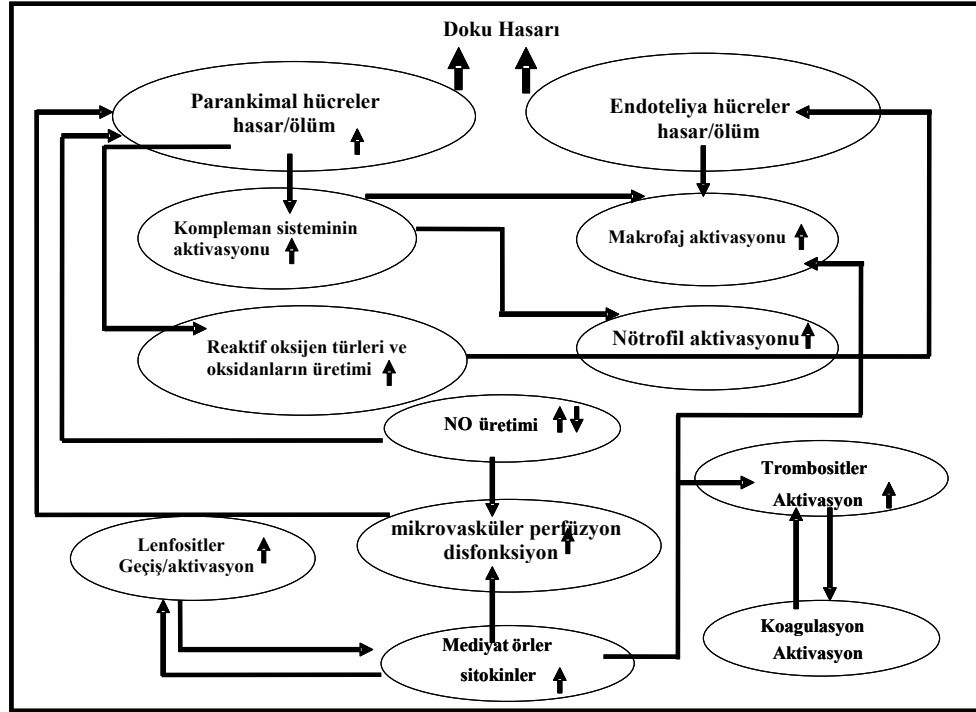 Doku Hasarı
Parankimal hücreler
hasar/ölüm
Endoteliya hücreler
hasar/ölüm
Kompleman sisteminin
aktivasyonu
Makrofaj aktivasyonu
Reaktif oksijen türleri ve
oksidanların üretimi
Nötrofil aktivasyonu
NO üretimi
Trombositler
Aktivasyon
mikrovasküler perfüzyon
disfonksiyon
Lenfositler
Geçiş/aktivasyon
Koagulasyon
Aktivasyon
Mediyat örler
sitokinler